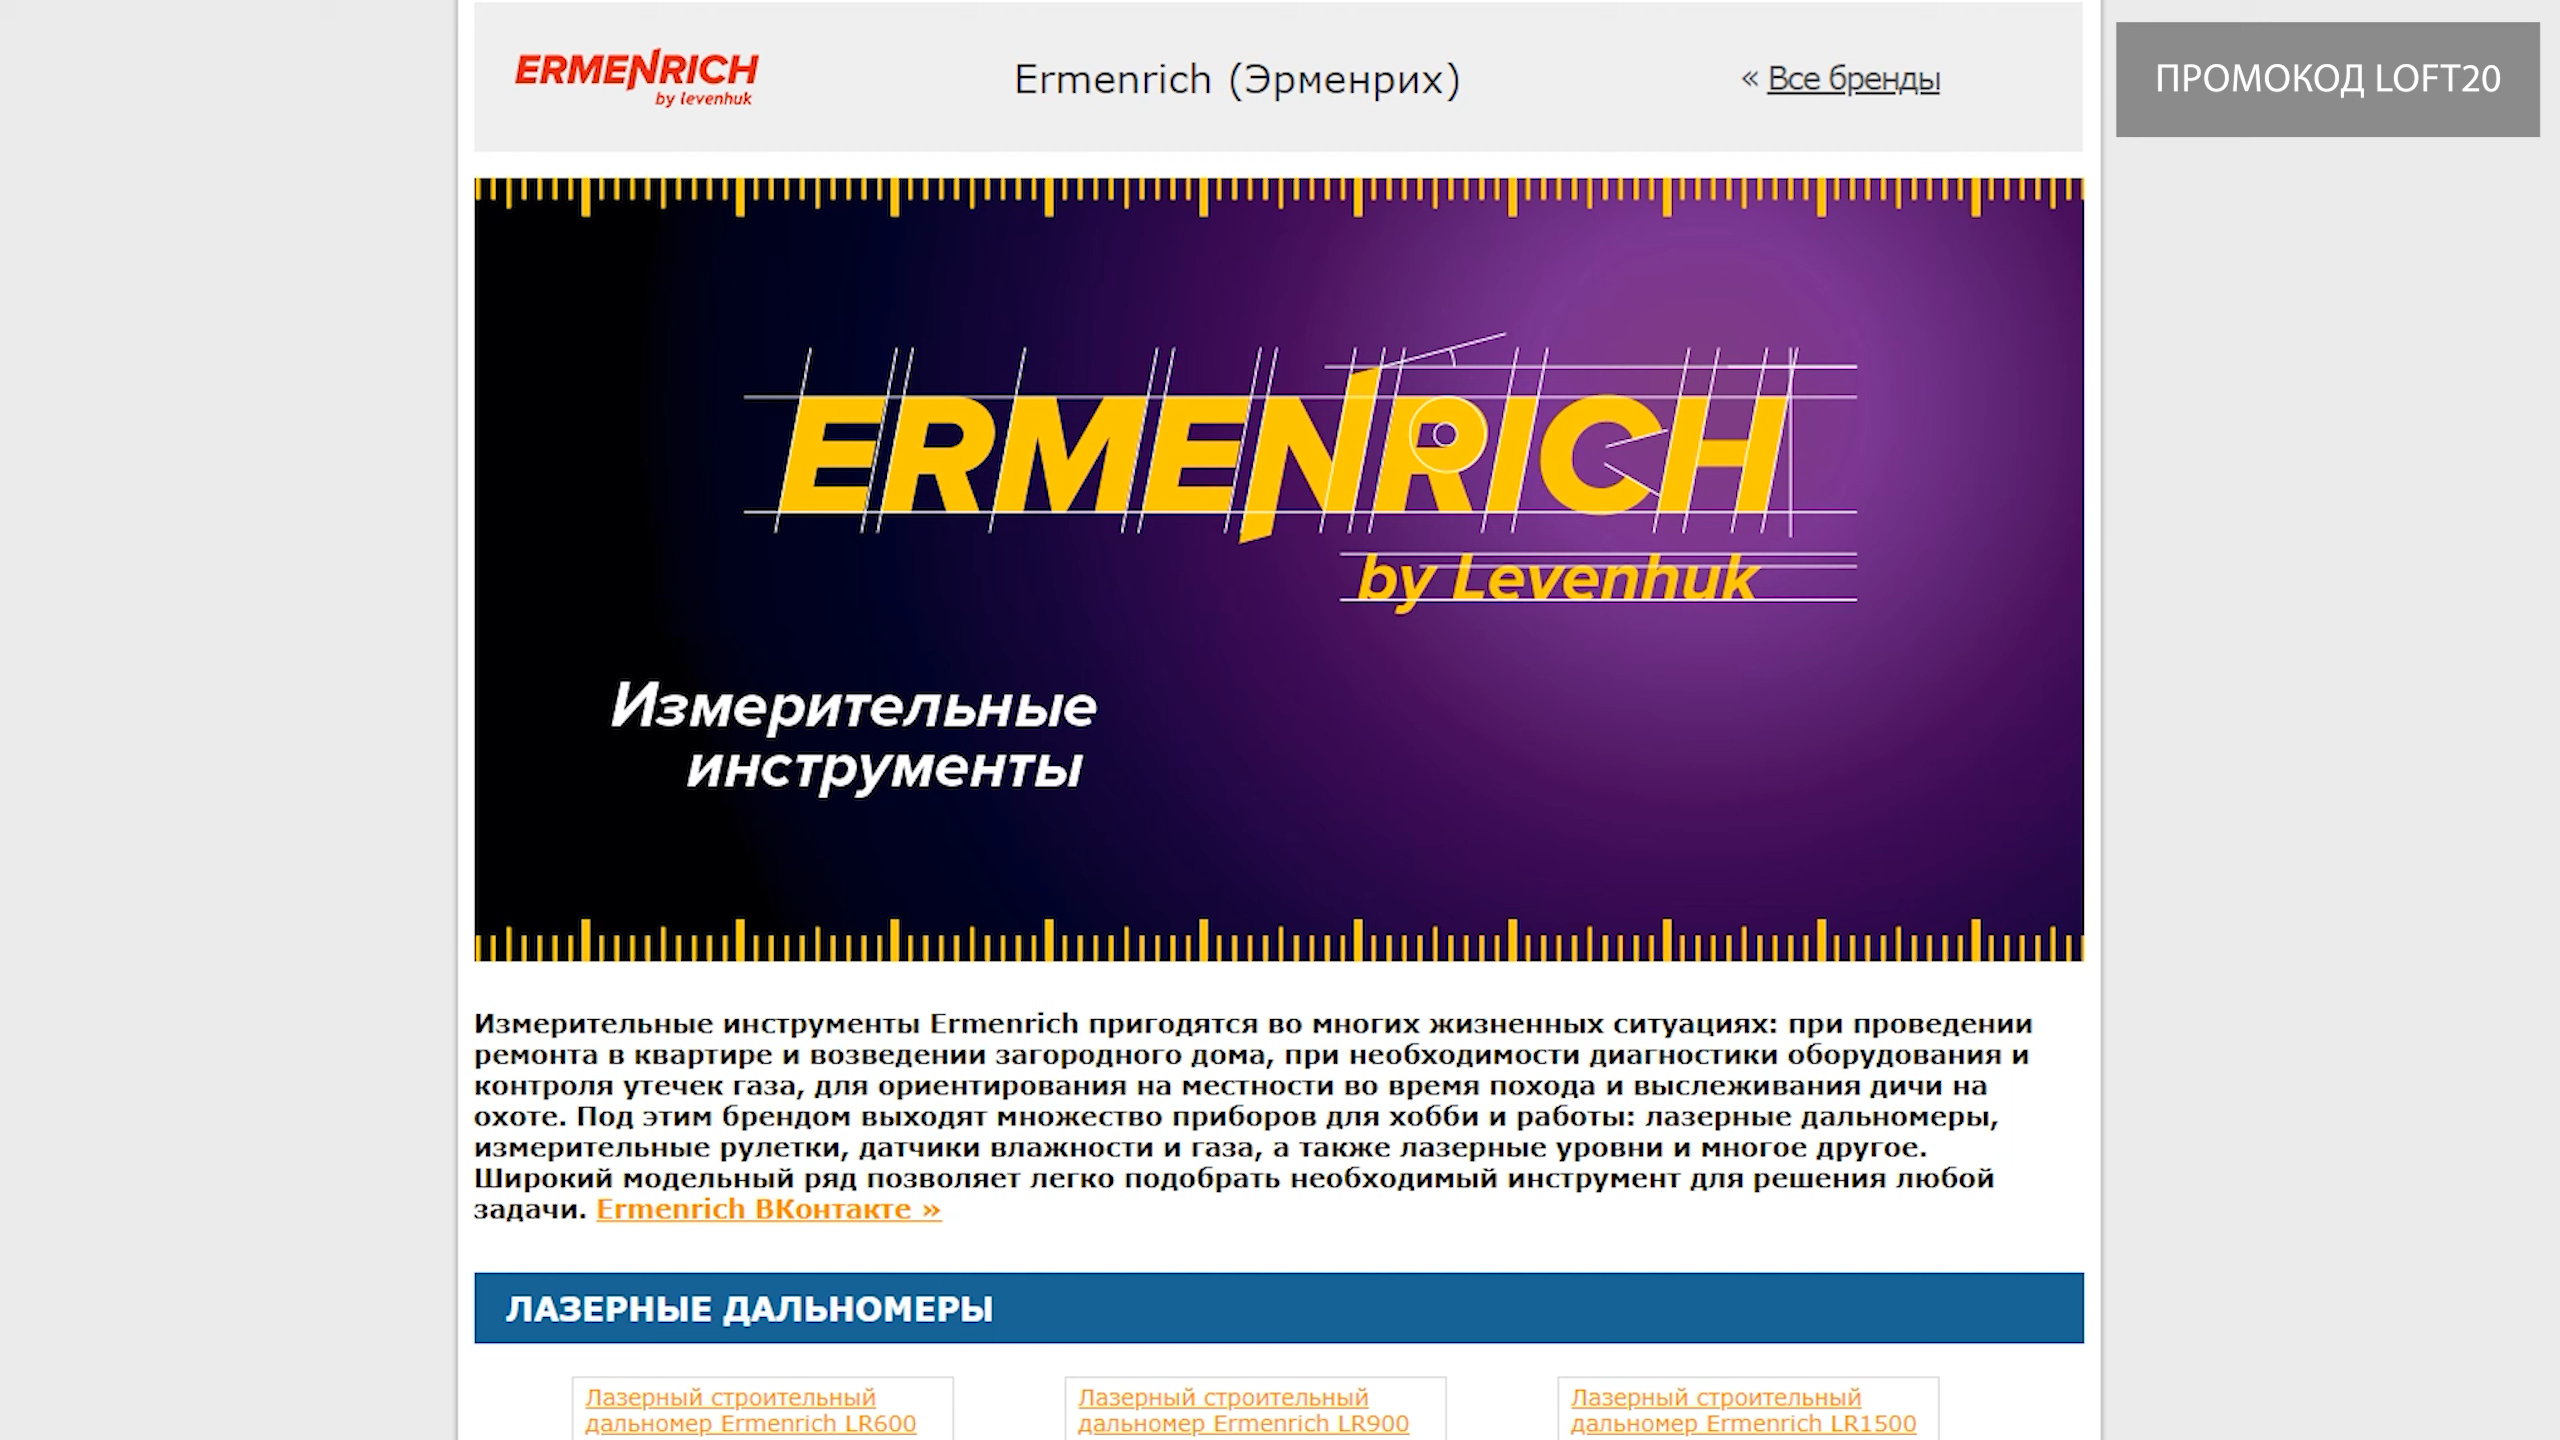 ERMENRICH
by levenhuk
Ermenrich (Эрменрих)
« Все бренды
ПРОМОКОД LOFT20
ERMENRICH
by Levenhuk
Измерительные
инструменты
Измерительные инструменты Ermenrich пригодятся во многих жизненных ситуациях: при проведении
ремонта в квартире и возведении загородного дома, при необходимости диагностики оборудования и
контроля утечек газа, для ориентирования на местности во время похода и выслеживания дичи на
охоте. Под этим брендом выходят множество приборов для хобби и работы: лазерные дальномеры,
измерительные рулетки, датчики влажности и газа, а также лазерные уровни и многое другое.
Широкий модельный ряд позволяет легко подобрать необходимый инструмент для решения любой
задачи. Ermenrich ВКонтакте »
ЛАЗЕРНЫЕ ДАЛЬНОМЕРЫ
Лазерный строительный
дальномер Ermenrich LR600
Лазерный строительный
дальномер Ermenrich LR900
Лазерный строительный
дальномер Ermenrich LR1500